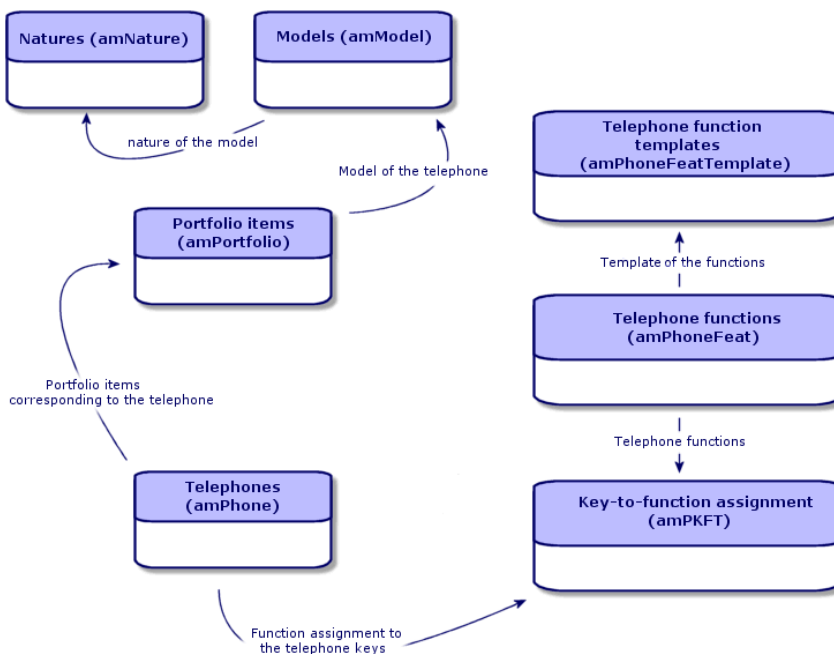 Natures (amNature)
Models (amModel)
nature of the model
Model of the telephone
Telephone function
templates
(amPhoneFeatTemplate)
Portfolio items
(amPortfolio)
Template of the functions
Telephone functions
(amPhoneFeat)
Portfolio items
corresponding to the telephone
Telephone functions
Telephones
(amPhone)
Key-to-function assignment
(amPKFT)
Function assignment to
the telephone keys